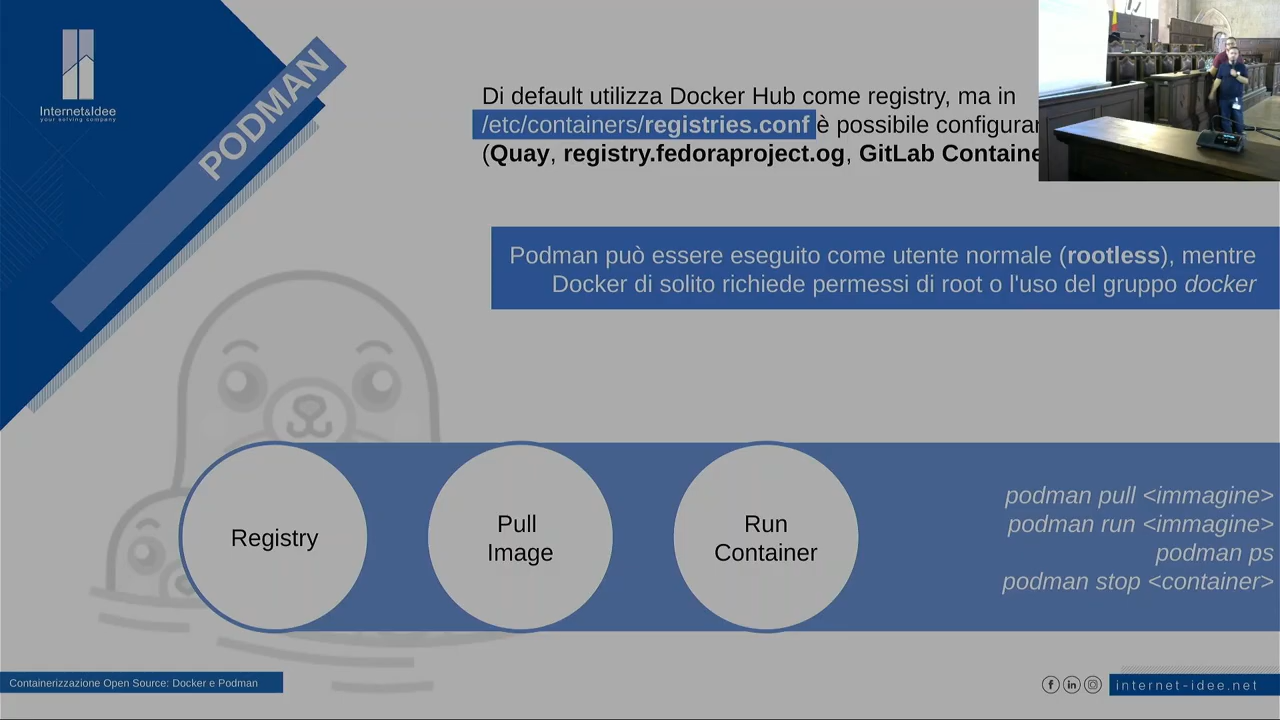 Internet&Idee
your solving company
PODMAN
Di default utilizza Docker Hub come registry, ma in
/etc/containers/registries.conf è possibile
(Quay, registry.fedoraproject.og, GitLab
Podman può essere eseguito come utente normale (rootless), mentre
Docker di solito richiede permessi di root o l'uso del gruppo docker
Registry
Pull
Image
Run
Container
podman pull <immagine>
podman run <immagine>
podman ps
podman stop <container>
Containerizzazione Open Source: Docker e Podman
internet-idee.net